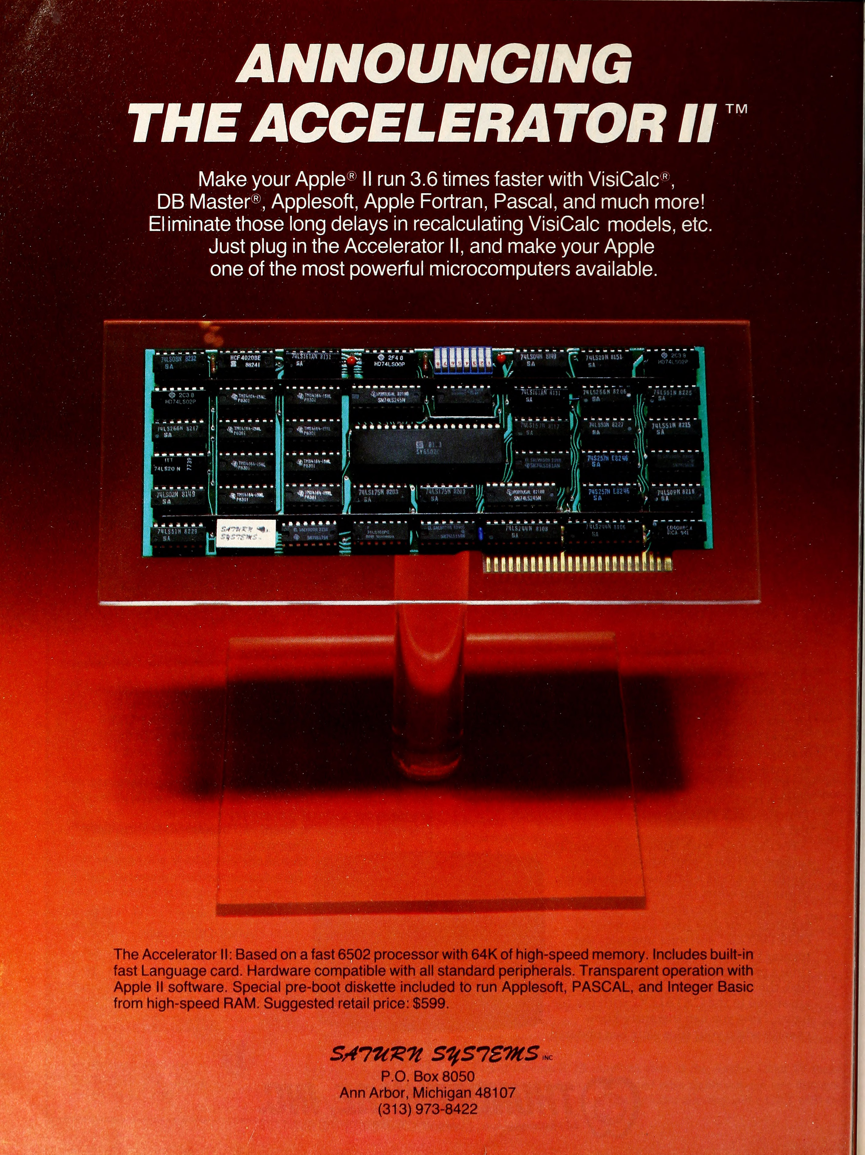 ANNOUNCING
THE ACCELERATOR II™
Make your Apple® II run 3.6 times faster with VisiCalc®,
DB Master®, Applesoft, Apple Fortran, Pascal, and much more!
Eliminate those long delays in recalculating VisiCalc models, etc.
Just plug in the Accelerator II, and make your Apple
one of the most powerful microcomputers available.
SATURN
SYSTEMS
The Accelerator II: Based on a fast 6502 processor with 64K of high-speed memory. Includes built-in
fast Language card. Hardware compatible with all standard peripherals. Transparent operation with
Apple II software. Special pre-boot diskette included to run Applesoft, PASCAL, and Integer Basic
from high-speed RAM. Suggested retail price: $599.
SATURN SYSTEMS INC
P.O. Box 8050
Ann Arbor, Michigan 48107
(313) 973-8422